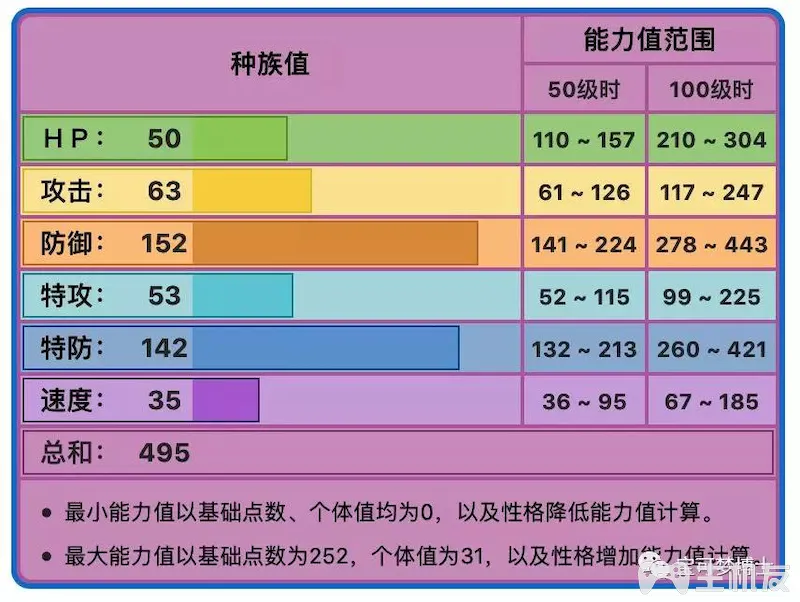 种族值
能力值范围
50级时 100级时
HP: 50 110 ~ 157 210 ~ 304
攻击: 63 61 ~ 126 117 ~ 247
防御: 152 141 ~ 224 278 ~ 443
特攻: 53 52 ~ 115 99 ~ 225
特防: 142 132 ~ 213 260 ~ 421
速度: 35 36 ~ 95 67 ~ 185
总和: 495
• 最小能力值以基础点数、个体值均为0，以及性格降低能力值计算。
• 最大能力值以基础点数为252，个体值为31，以及性格增加能力值计算。